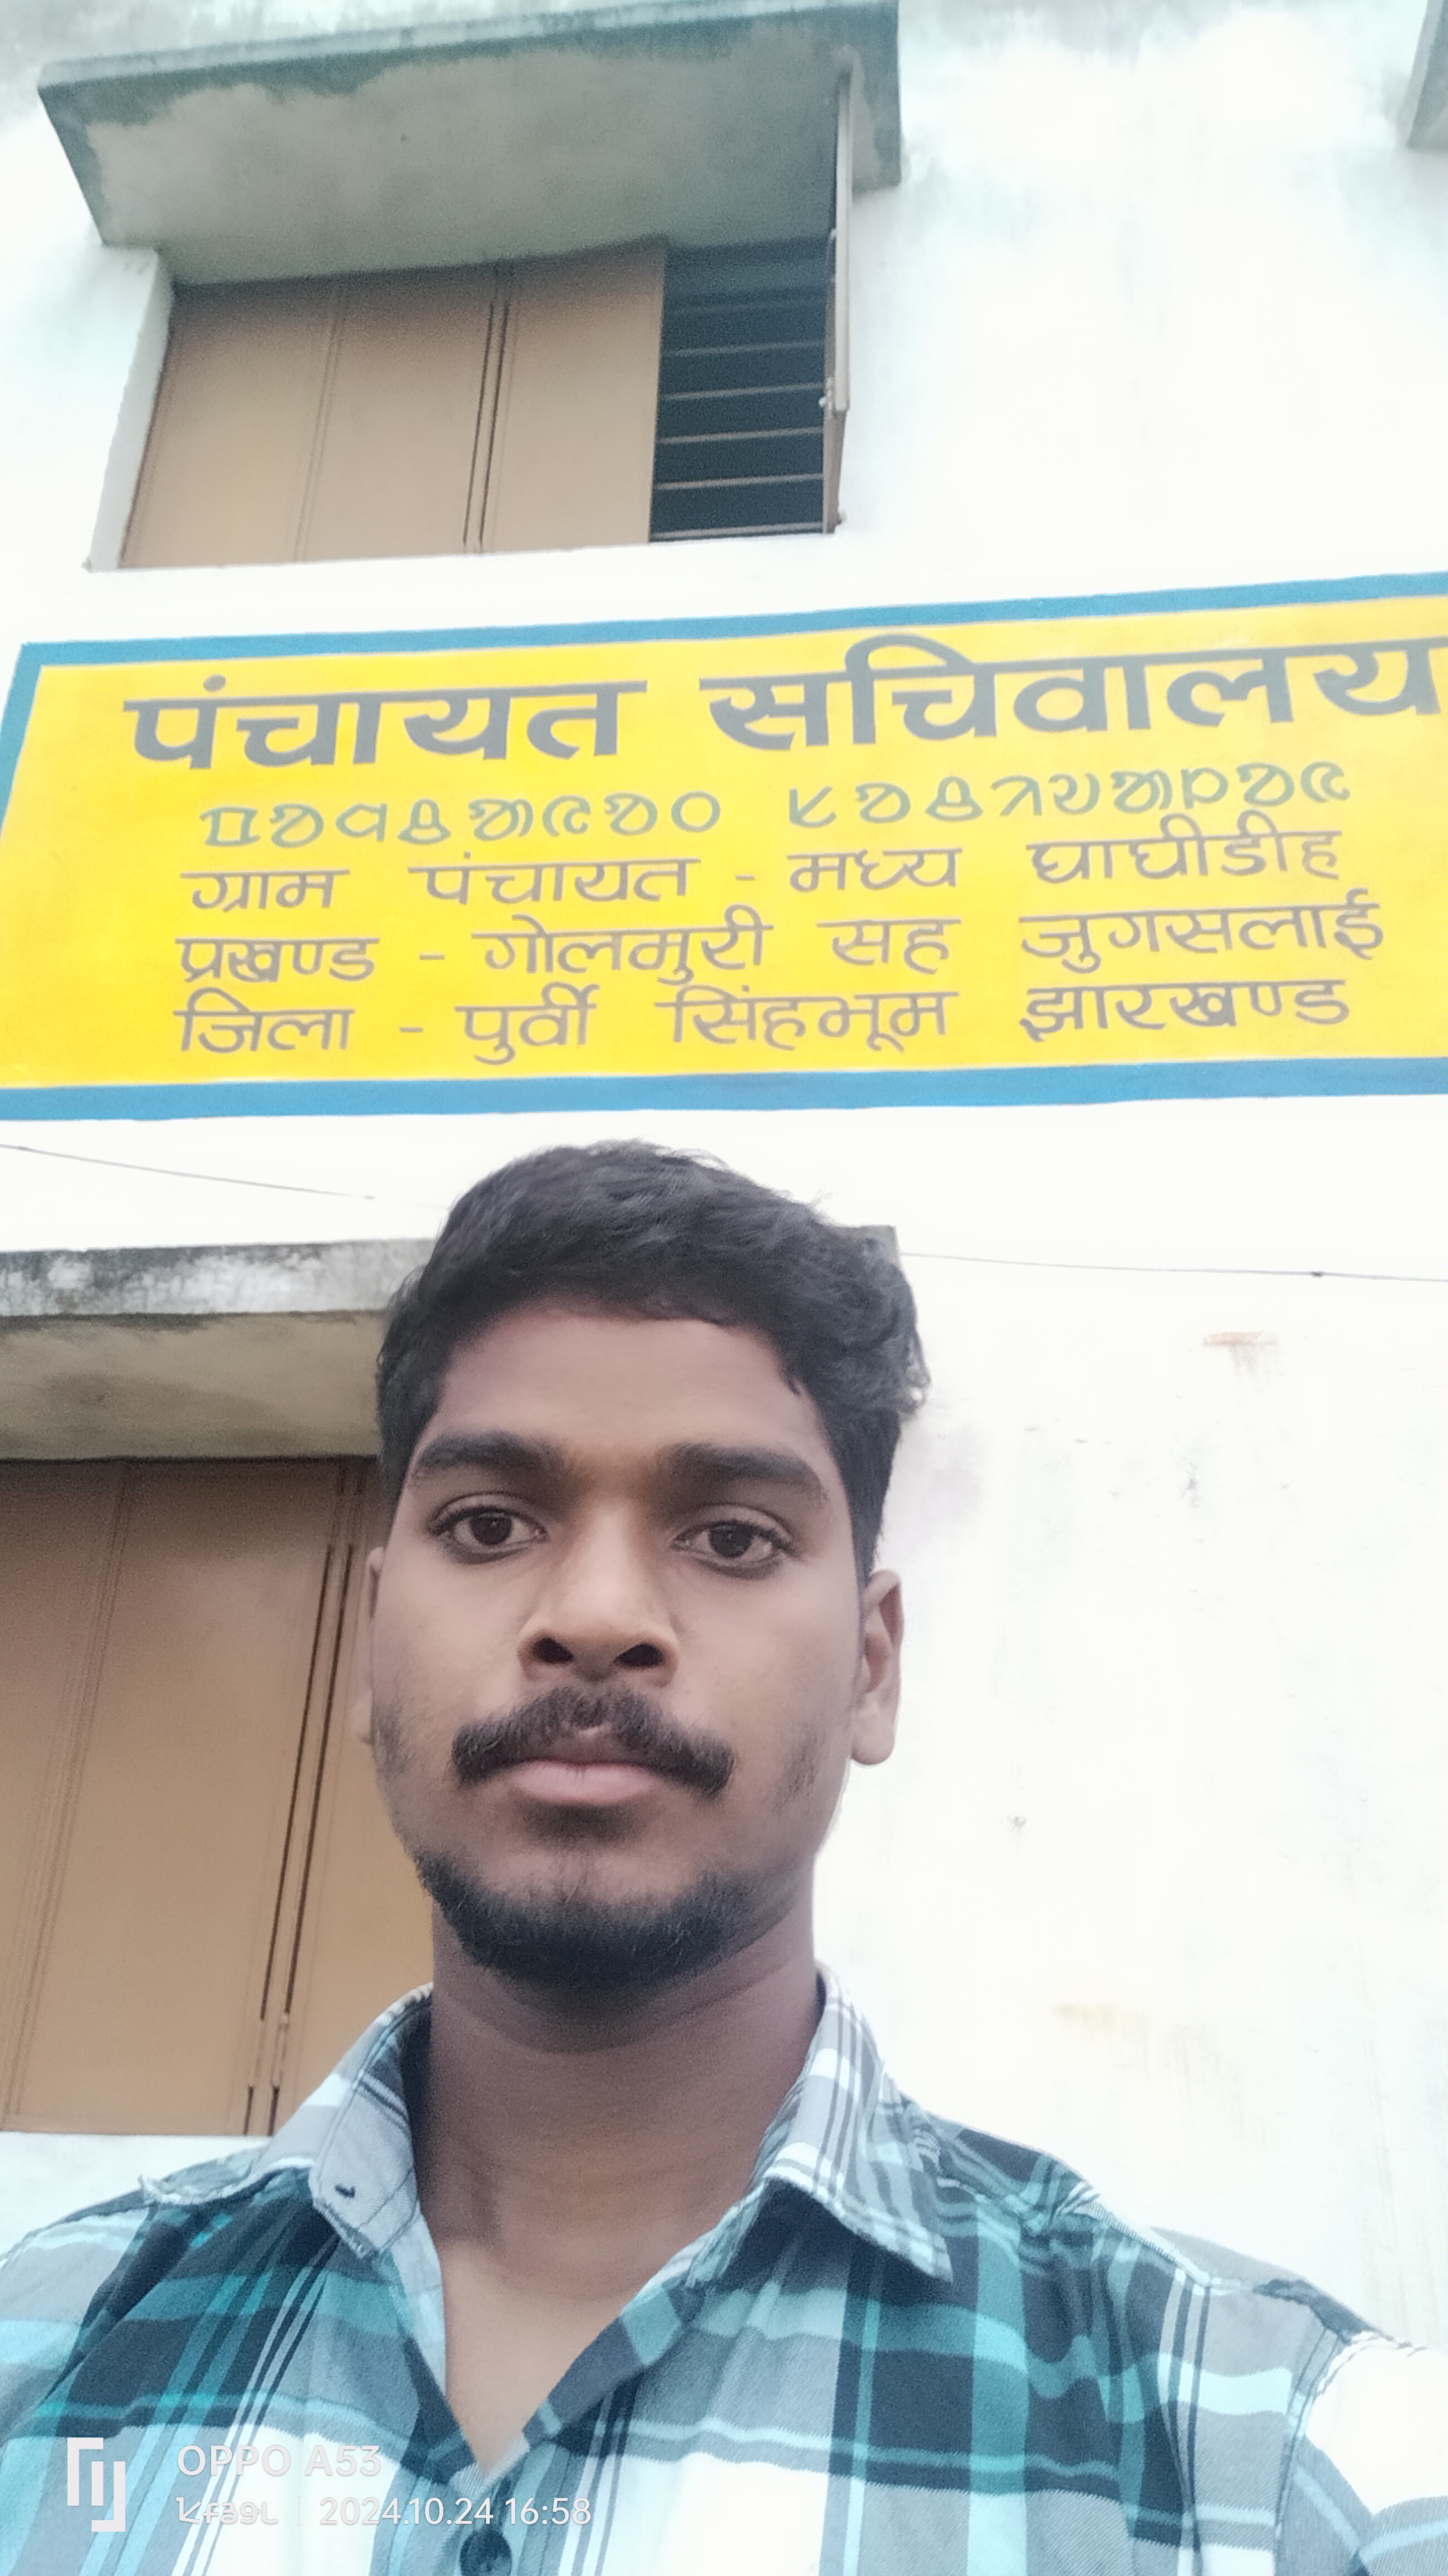 पंचायत सचिवालय
ग्राम पंचायत - मध्य घाघीडीह
प्रखण्ड - गोलमुरी सह जुगसलाई
जिला - पुर्वी सिंहभूम झारखण्ड
OPPO A53
2024.10.24 16:58